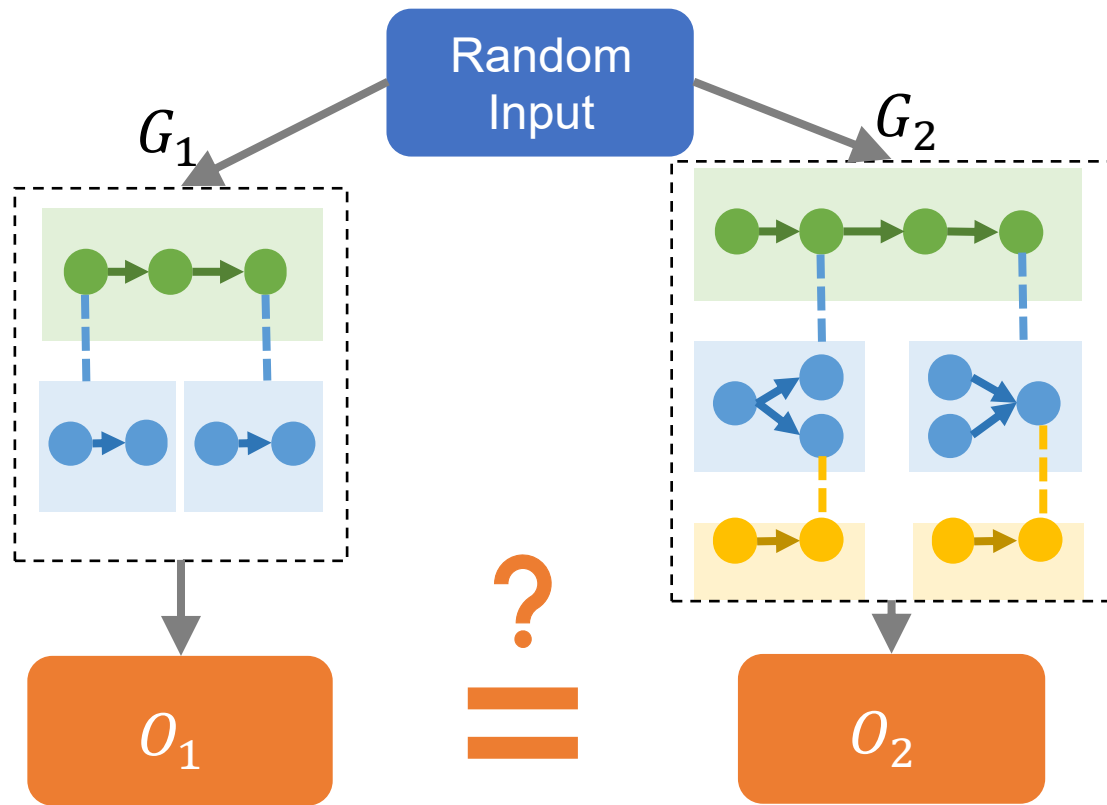 Random
Input
G₁
G₂
?
=
O₁
O₂